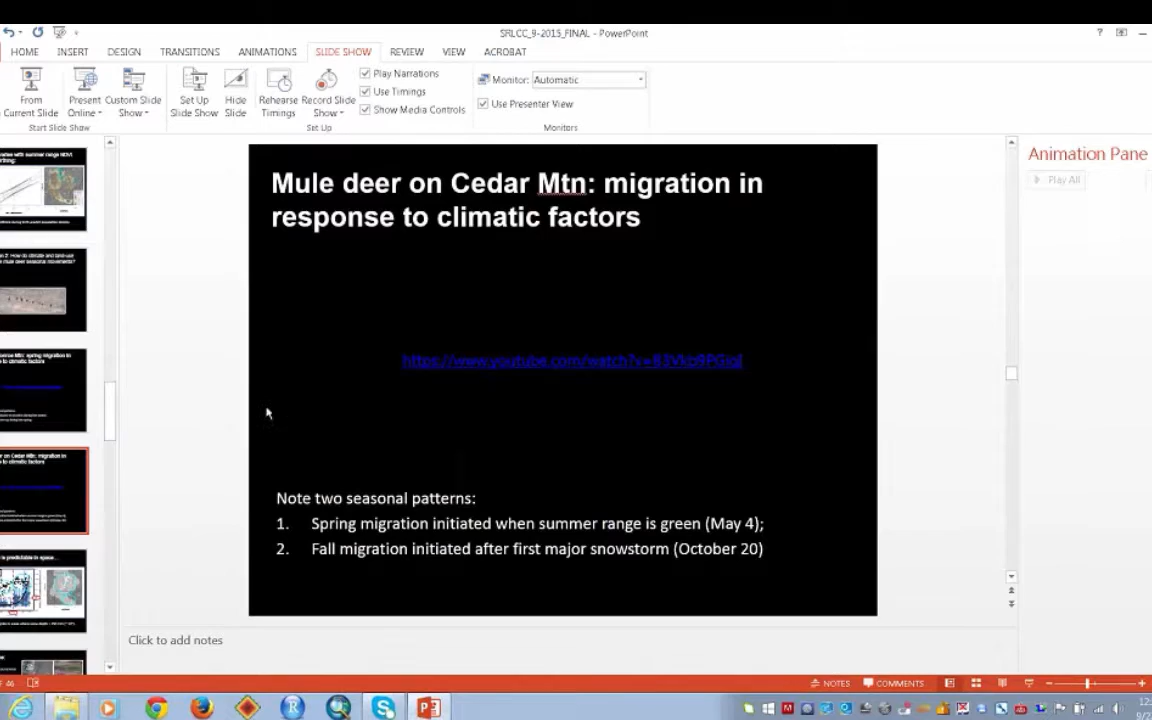 SRLCC_9-2015_FINAL - PowerPoint
HOME INSERT DESIGN TRANSITIONS ANIMATIONS SLIDE SHOW REVIEW VIEW ACROBAT
From Current Slide
Present Online
Custom Slide Show
Set Up Slide Show
Hide Slide
Rehearse Timings
Record Slide Show
Play Narrations
Use Timings
Show Media Controls
Monitor: Automatic
Use Presenter View
Start Slide Show
Set Up
Monitors
Animation Pane
Play All
Mule deer on Cedar Mtn: migration in
response to climatic factors
Note two seasonal patterns:
1. Spring migration initiated when summer range is green (May 4);
2. Fall migration initiated after first major snowstorm (October 20)
Click to add notes
NOTES COMMENTS